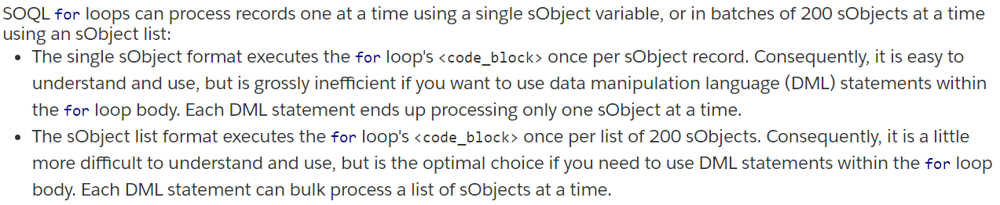 SOQL for loops can process records one at a time using a single sObject variable, or in batches of 200 sObjects at a time
using an sObject list:
• The single sObject format executes the for loop's <code_block> once per sObject record. Consequently, it is easy to
understand and use, but is grossly inefficient if you want to use data manipulation language (DML) statements within
the for loop body. Each DML statement ends up processing only one sObject at a time.
• The sObject list format executes the for loop's <code_block> once per list of 200 sObjects. Consequently, it is a little
more difficult to understand and use, but is the optimal choice if you need to use DML statements within the for loop
body. Each DML statement can bulk process a list of sObjects at a time.